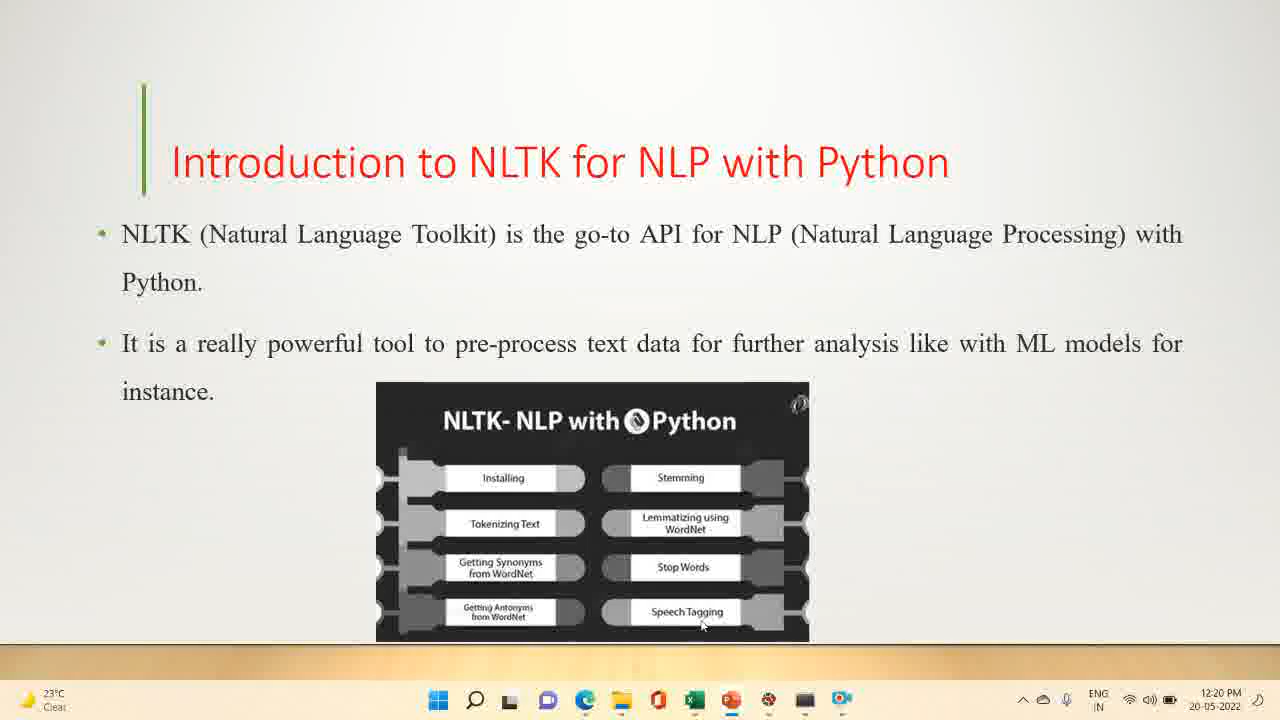 Introduction to NLTK for NLP with Python
NLTK (Natural Language Toolkit) is the go-to API for NLP (Natural Language Processing) with
Python.
It is a really powerful tool to pre-process text data for further analysis like with ML models for
instance.
NLTK- NLP with Python
Installing
Stemming
Tokenizing Text
Lemmatizing using
WordNet
Getting Synonyms
from WordNet
Stop Words
Getting Antonyms
from WordNet
Speech Tagging
23°C
Clear
ENG
IN
12:20 PM
20-05-2022